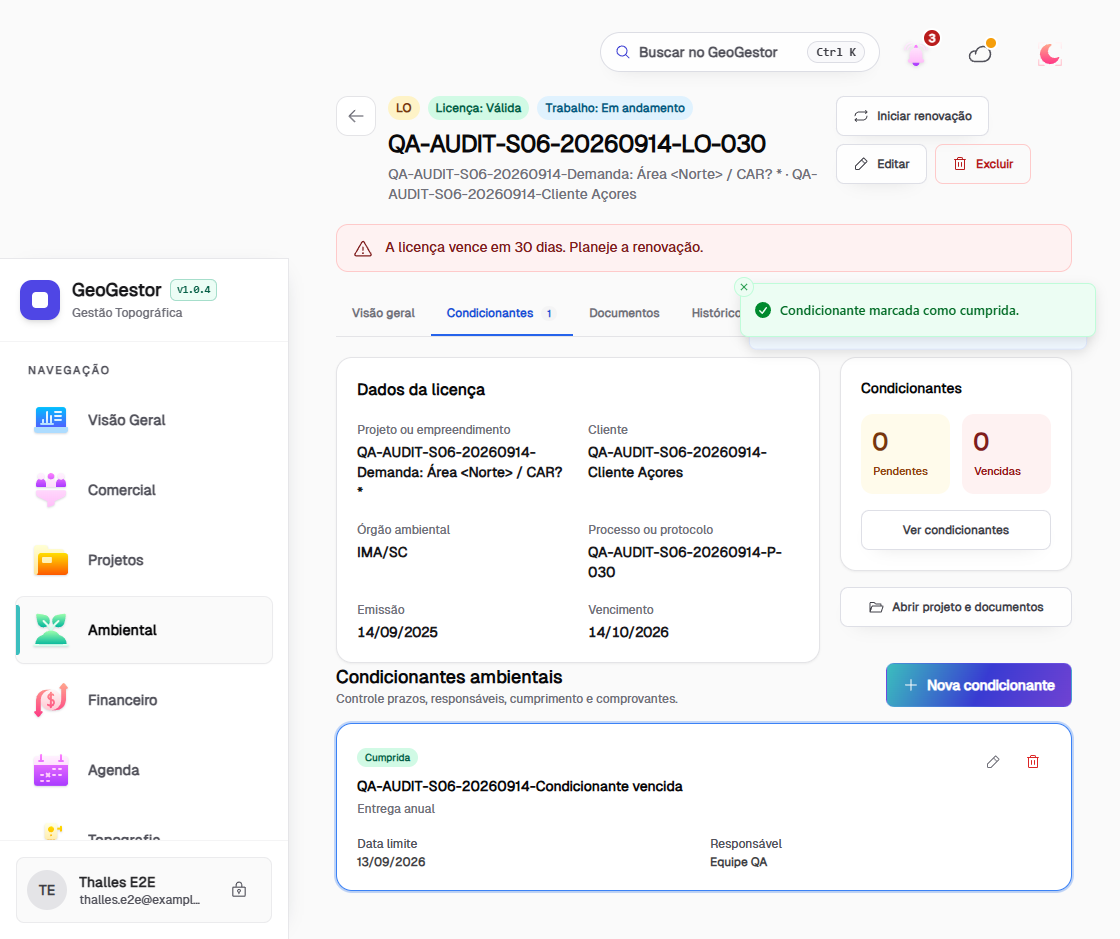 Buscar no GeoGestor
Ctrl K
3
LO
Licença: Válida
Trabalho: Em andamento
QA-AUDIT-S06-20260914-LO-030
QA-AUDIT-S06-20260914-Demanda: Área <Norte> / CAR? * · QA-
AUDIT-S06-20260914-Cliente Açores
Iniciar renovação
Editar
Excluir
A licença vence em 30 dias. Planeje a renovação.
GeoGestor
v1.0.4
Gestão Topográfica
NAVEGAÇÃO
Visão Geral
Comercial
Projetos
Ambiental
Financeiro
Agenda
Topografia
TE
Thalles E2E
thalles.e2e@exampl...
Visão geral
Condicionantes 1
Documentos
Histórico
Condicionante marcada como cumprida.
Dados da licença
Projeto ou empreendimento
QA-AUDIT-S06-20260914-
Demanda: Área <Norte> / CAR?
*
Cliente
QA-AUDIT-S06-20260914-
Cliente Açores
Órgão ambiental
IMA/SC
Processo ou protocolo
QA-AUDIT-S06-20260914-P-
030
Emissão
14/09/2025
Vencimento
14/10/2026
Condicionantes
0
Pendentes
0
Vencidas
Ver condicionantes
Abrir projeto e documentos
Condicionantes ambientais
Controle prazos, responsáveis, cumprimento e comprovantes.
Nova condicionante
Cumprida
QA-AUDIT-S06-20260914-Condicionante vencida
Entrega anual
Data limite
13/09/2026
Responsável
Equipe QA